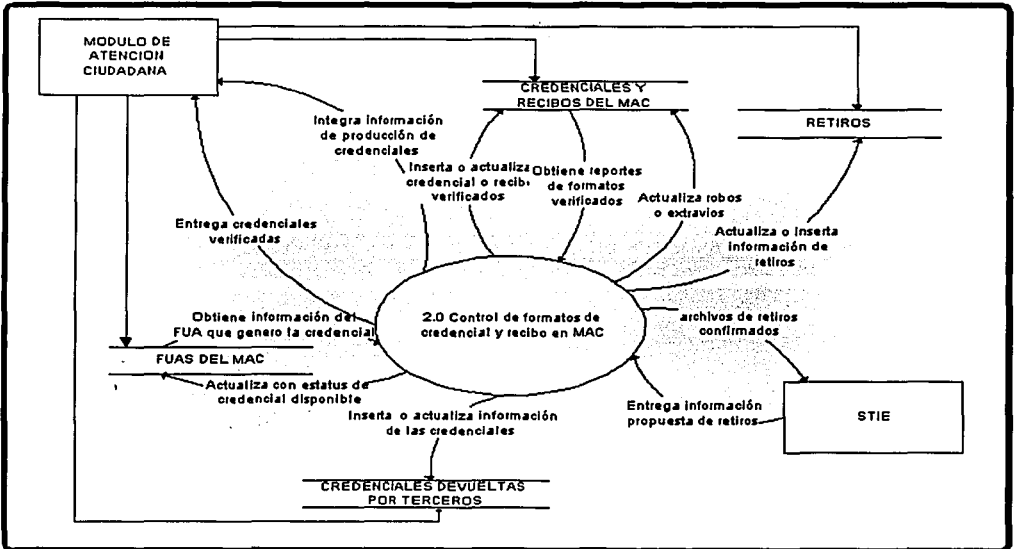 MODULO DE
ATENCION
CIUDADANA
CREDENCIALES Y
RECIBOS DEL MAC
RETIROS
Integra información
de producción de
credenciales
Inserta o actualiza
credencial o recib
verificados
Obtiene reportes
de formatos
verificados
Actualiza robos
o extravios
Actualiza o inserta
información de
retiros
Entrega credenciales
verificadas
Obtiene información del
FUA que genero la credencial
2.0 Control de formatos de
credencial y recibo en MAC
archivos de retiros
confirmados
FUAS DEL MAC
Actualiza con estatus de
credencial disponible
Inserta o actualiza información
de las credenciales
Entrega información
propuesta de retiros
STIE
CREDENCIALES DEVUELTAS
POR TERCEROS